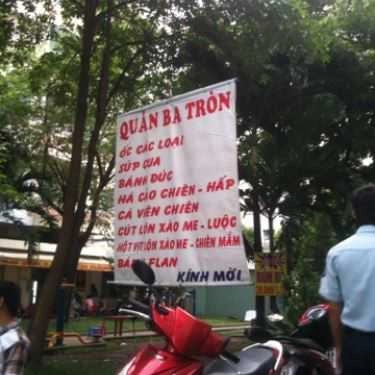 QUÁN BA TRÒN
ỐC CÁC LOẠI
SÚP CUA
BÁNH ĐÚC
HÁ CẢO CHIÊN - HẤP
CÁ VIÊN CHIÊN
CÚT LỘN XÀO ME - LUỘC
HỘT VỊT LỘN XÀO ME - CHIÊN MẮM
BÁNH FLAN
KÍNH MỜI